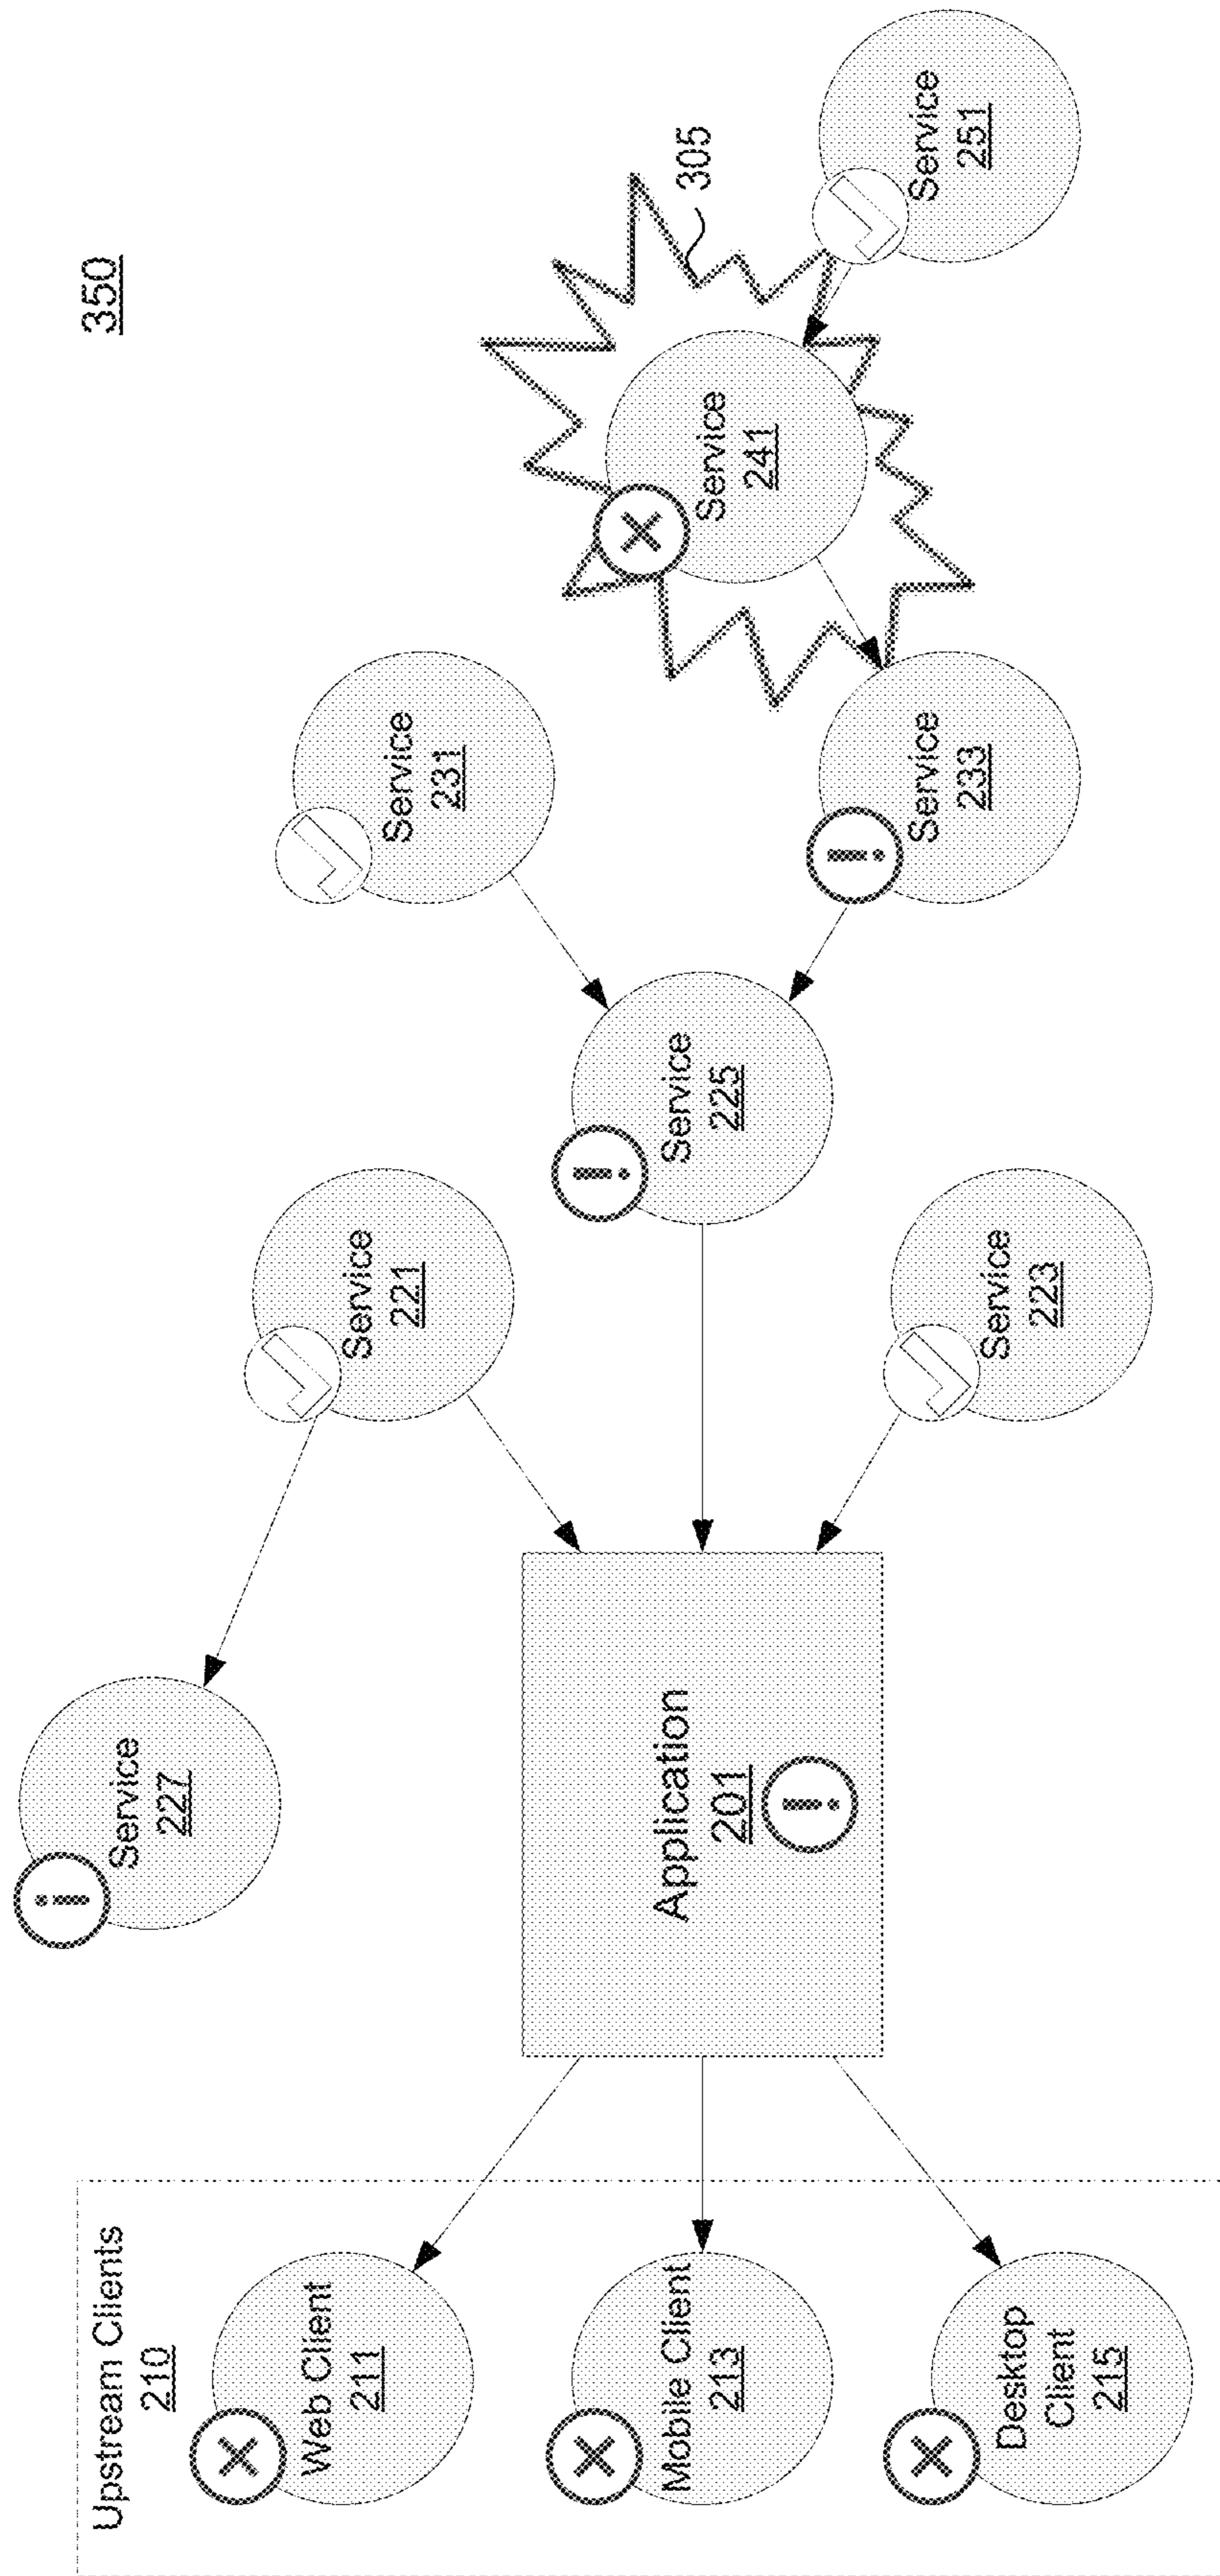 350
Upstream Clients
210
Web Client
211
Mobile Client
213
Desktop
Client
215
Application
201
Service
227
Service
221
Service
223
Service
225
Service
231
Service
233
Service
241
305
Service
251